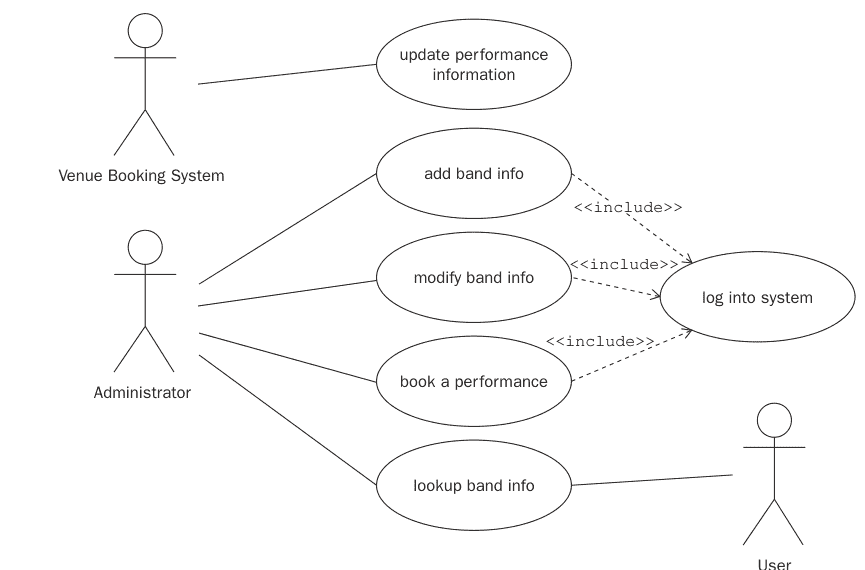 update performance
information
Venue Booking System
add band info
<<include>>
modify band info
<<include>>
log into system
<<include>>
book a performance
Administrator
lookup band info
User